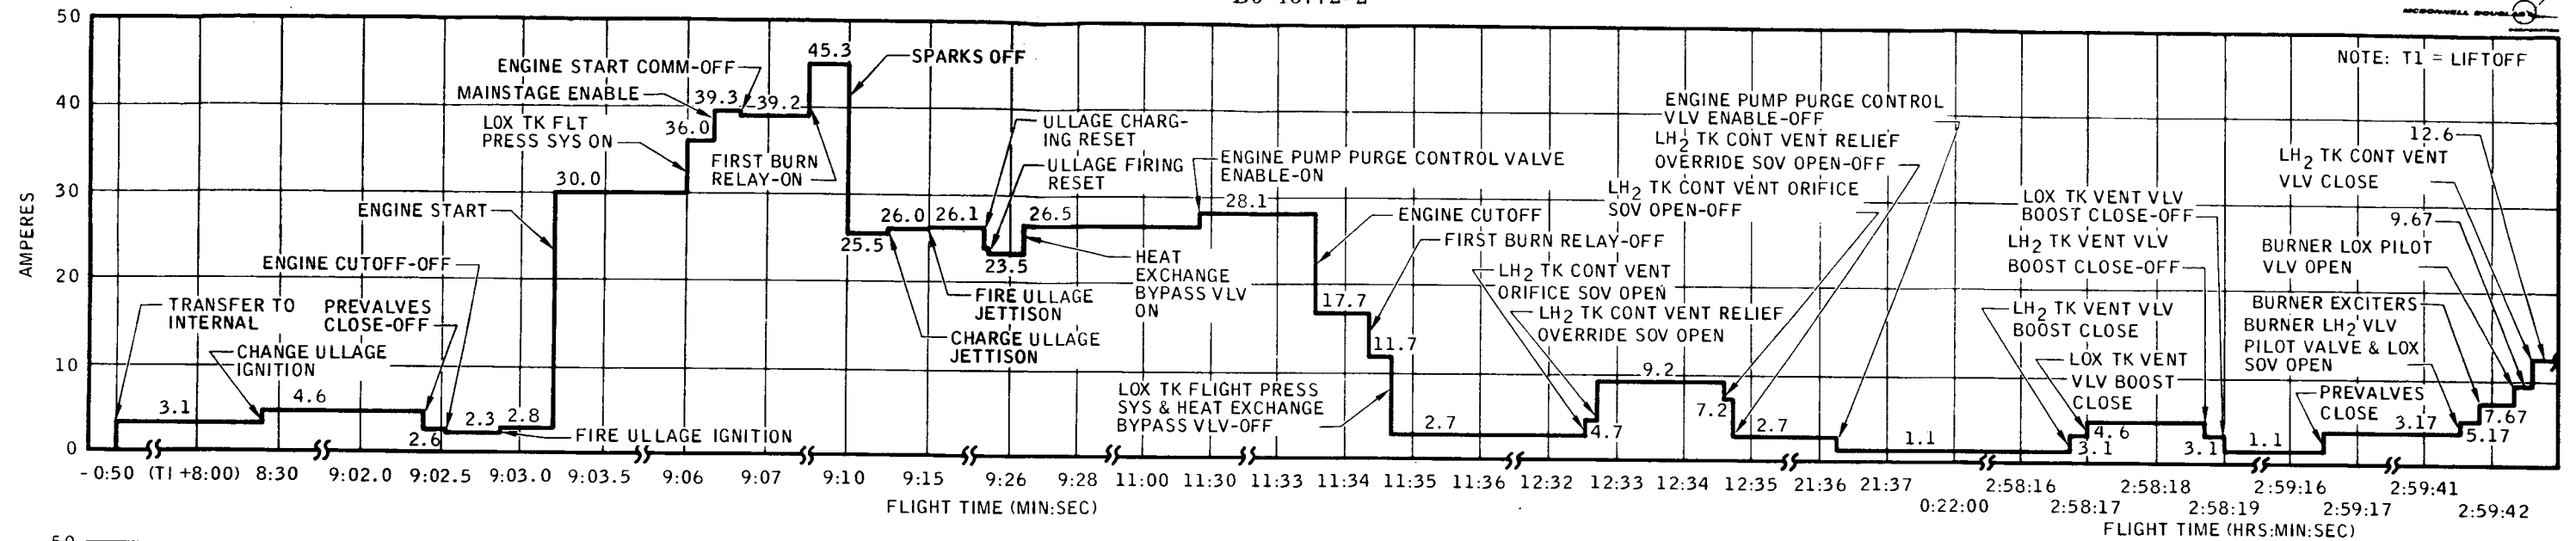 MCDONNELL DOUGLAS
CORPORATION
NOTE: T1 = LIFTOFF
AMPERES
50
40
30
20
10
0
TRANSFER TO
INTERNAL
3.1
CHANGE ULLAGE
IGNITION
4.6
PREVALVES
CLOSE-OFF
2.6
ENGINE CUTOFF-OFF
2.3
2.8
FIRE ULLAGE IGNITION
ENGINE START
30.0
LOX TK FLT
PRESS SYS ON
36.0
MAINSTAGE ENABLE
39.3
ENGINE START COMM-OFF
39.2
FIRST BURN
RELAY-ON
45.3
SPARKS OFF
25.5
26.0
26.1
CHARGE ULLAGE
JETTISON
FIRE ULLAGE
JETTISON
ULLAGE CHARG-
ING RESET
ULLAGE FIRING
RESET
23.5
26.5
HEAT
EXCHANGE
BYPASS VLV
ON
ENGINE PUMP PURGE CONTROL VALVE
ENABLE-ON
28.1
ENGINE CUTOFF
17.7
FIRST BURN RELAY-OFF
11.7
LOX TK FLIGHT PRESS
SYS & HEAT EXCHANGE
BYPASS VLV-OFF
2.7
LH2 TK CONT VENT
ORIFICE SOV OPEN
4.7
LH2 TK CONT VENT RELIEF
OVERRIDE SOV OPEN
9.2
ENGINE PUMP PURGE CONTROL
VLV ENABLE-OFF
LH2 TK CONT VENT RELIEF
OVERRIDE SOV OPEN-OFF
LH2 TK CONT VENT ORIFICE
SOV OPEN-OFF
7.2
2.7
1.1
LOX TK VENT VLV
BOOST CLOSE-OFF
LH2 TK VENT VLV
BOOST CLOSE-OFF
LH2 TK VENT VLV
BOOST CLOSE
LOX TK VENT
VLV BOOST
CLOSE
3.1
4.6
3.1
1.1
12.6
LH2 TK CONT VENT
VLV CLOSE
9.67
BURNER LOX PILOT
VLV OPEN
BURNER EXCITERS
BURNER LH2 VLV
PILOT VALVE & LOX
SOV OPEN
PREVALVES
CLOSE
3.17
5.17
7.67
-0:50 (T1 +8:00) 8:30 9:02.0 9:02.5 9:03.0 9:03.5 9:06 9:07 9:10 9:15 9:26 9:28 11:00 11:30 11:33 11:34 11:35 11:36 12:32 12:33 12:34 12:35 21:36 21:37
0:22:00 2:58:16 2:58:17 2:58:18 2:58:19 2:59:16 2:59:17 2:59:41 2:59:42
FLIGHT TIME (MIN:SEC)
FLIGHT TIME (HRS:MIN:SEC)